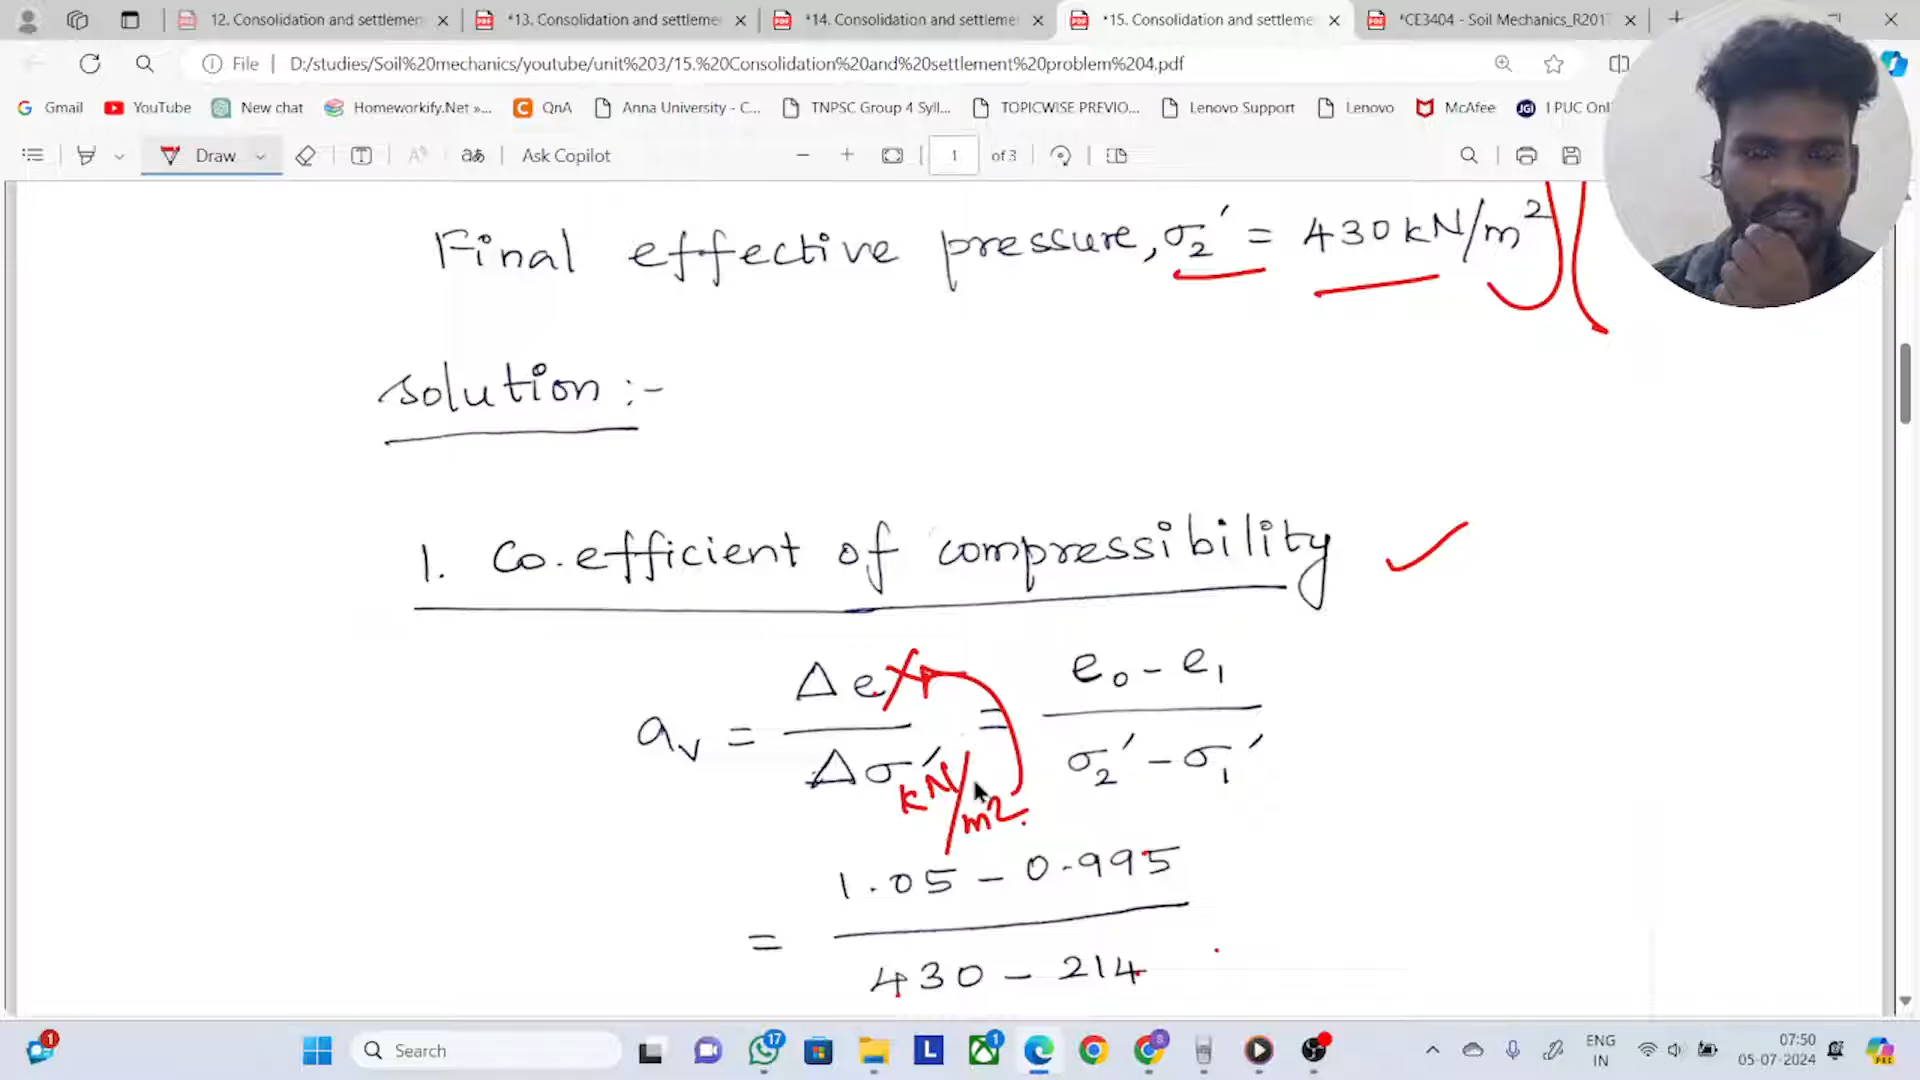 12. Consolidation and settlemen
*13. Consolidation and settleme
*14. Consolidation and settleme
*15. Consolidation and settleme
*CE3404 - Soil Mechanics_R201
File | D:/studies/Soil%20mechanics/youtube/unit%203/15.%20Consolidation%20and%20settlement%20problem%204.pdf
Gmail YouTube New chat Homeworkify.Net »... QnA Anna University - C... TNPSC Group 4 Syll... TOPICWISE PREVIO... Lenovo Support Lenovo McAfee I PUC Onl
Draw Ask Copilot 1 of 3
Final effective pressure, σ₂′ = 430 kN/m²
Solution :-
1. Co.efficient of compressibility
aᵥ = Δe / Δσ′ = e₀ - e₁ / σ₂′ - σ₁′
kN/m².
= 1.05 - 0.995 / 430 - 214
1 Search 17 L 1 8 ENG IN 07:50 05-07-2024